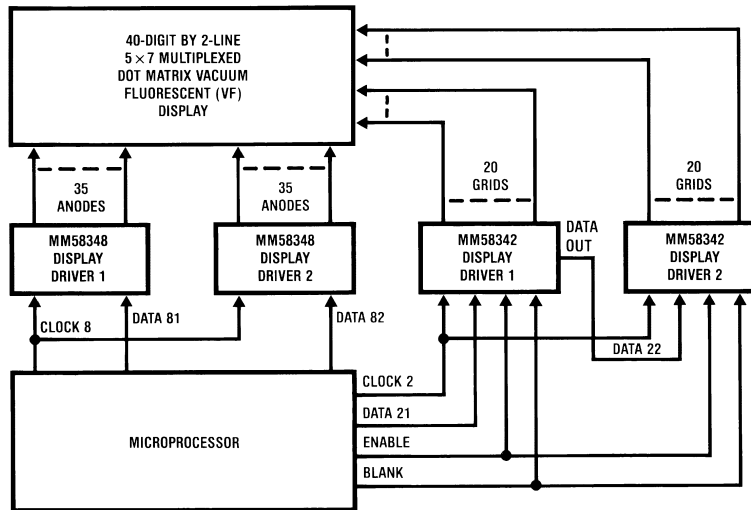 40-DIGIT BY 2-LINE
5 × 7 MULTIPLEXED
DOT MATRIX VACUUM
FLUORESCENT (VF)
DISPLAY
35
ANODES
35
ANODES
20
GRIDS
20
GRIDS
MM58348
DISPLAY
DRIVER 1
MM58348
DISPLAY
DRIVER 2
MM58342
DISPLAY
DRIVER 1
DATA
OUT
MM58342
DISPLAY
DRIVER 2
CLOCK 8
DATA 81
DATA 82
DATA 22
MICROPROCESSOR
CLOCK 2
DATA 21
ENABLE
BLANK